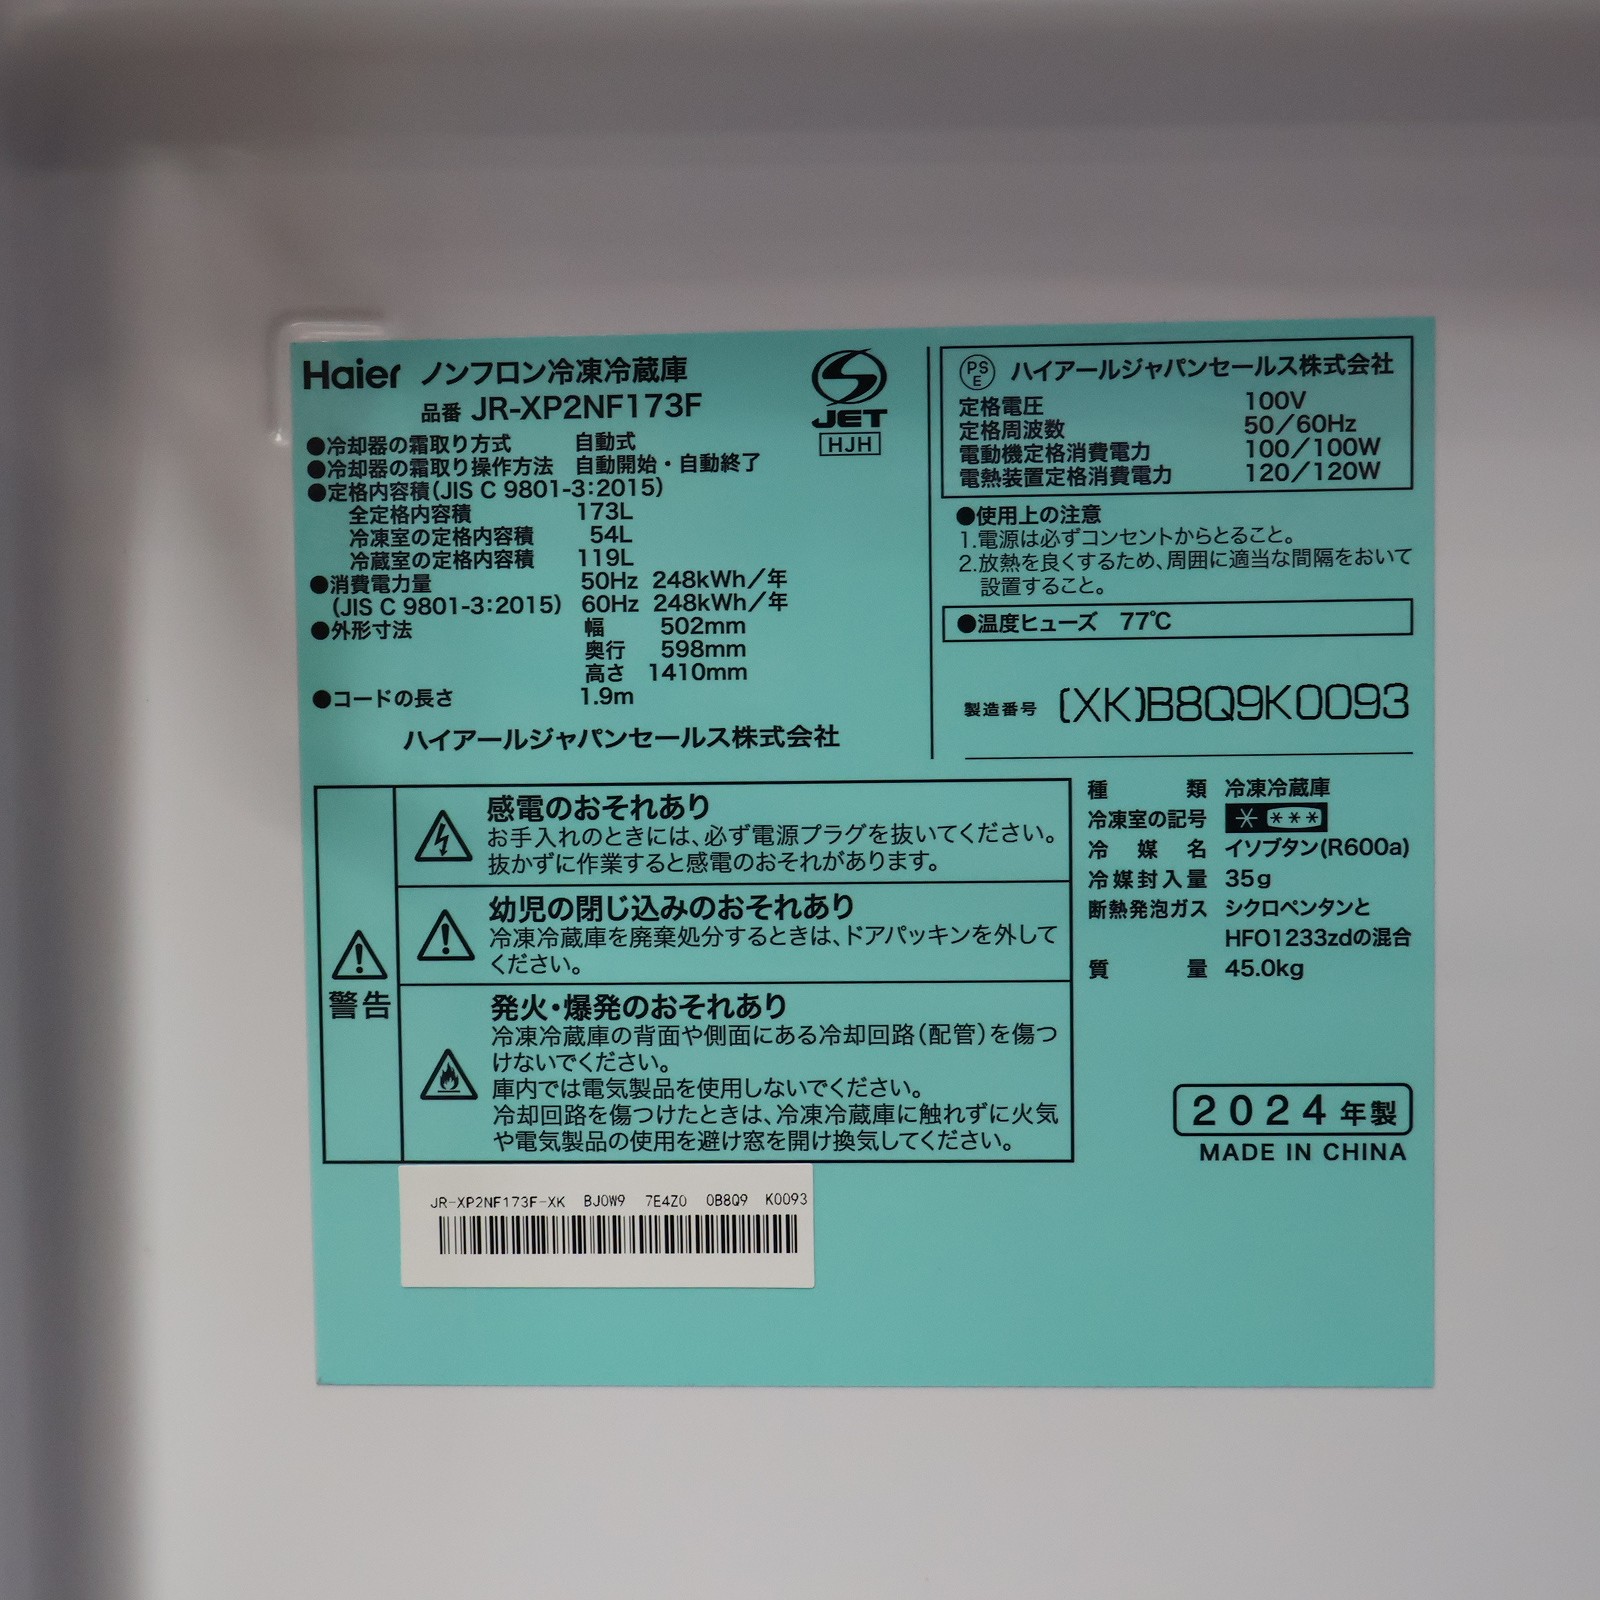 Haier ノンフロン冷凍冷蔵庫
品番 JR-XP2NF173F
JET
HJH
●冷却器の霜取り方式 自動式
●冷却器の霜取り操作方法 自動開始・自動終了
●定格内容積(JIS C 9801-3:2015)
全定格内容積 173L
冷凍室の定格内容積 54L
冷蔵室の定格内容積 119L
●消費電力量 50Hz 248kWh/年
(JIS C 9801-3:2015) 60Hz 248kWh/年
●外形寸法 幅 502mm
奥行 598mm
高さ 1410mm
●コードの長さ 1.9m
ハイアールジャパンセールス株式会社
PSE ハイアールジャパンセールス株式会社
定格電圧 100V
定格周波数 50/60Hz
電動機定格消費電力 100/100W
電熱装置定格消費電力 120/120W
●使用上の注意
1.電源は必ずコンセントからとること。
2.放熱を良くするため、周囲に適当な間隔をおいて
設置すること。
●温度ヒューズ 77℃
製造番号 (XK)B8Q9K0093
警告
感電のおそれあり
お手入れのときには、必ず電源プラグを抜いてください。
抜かずに作業すると感電のおそれがあります。
幼児の閉じ込みのおそれあり
冷凍冷蔵庫を廃棄処分するときは、ドアパッキンを外して
ください。
発火・爆発のおそれあり
冷凍冷蔵庫の背面や側面にある冷却回路(配管)を傷つ
けないでください。
庫内では電気製品を使用しないでください。
冷却回路を傷つけたときは、冷凍冷蔵庫に触れずに火気
や電気製品の使用を避け窓を開け換気してください。
種類 冷凍冷蔵庫
冷凍室の記号 * ***
冷媒名 イソブタン(R600a)
冷媒封入量 35g
断熱発泡ガス シクロペンタンと
HFO1233zdの混合
質量 45.0kg
2024年製
MADE IN CHINA
JR-XP2NF173F-XK BJ0W9 7E4Z0 0B8Q9 K0093